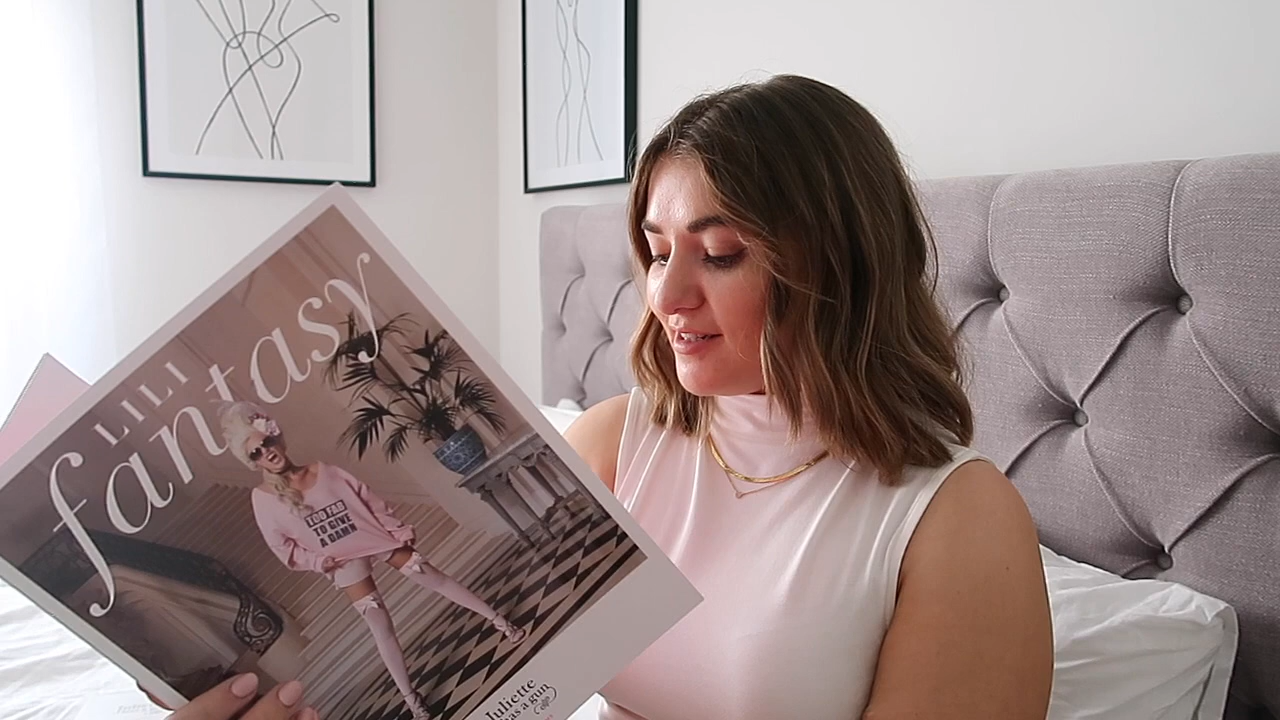 LILI
fantasy
TOO FAB
TO GIVE
A DAMN
Juliette
has a gun